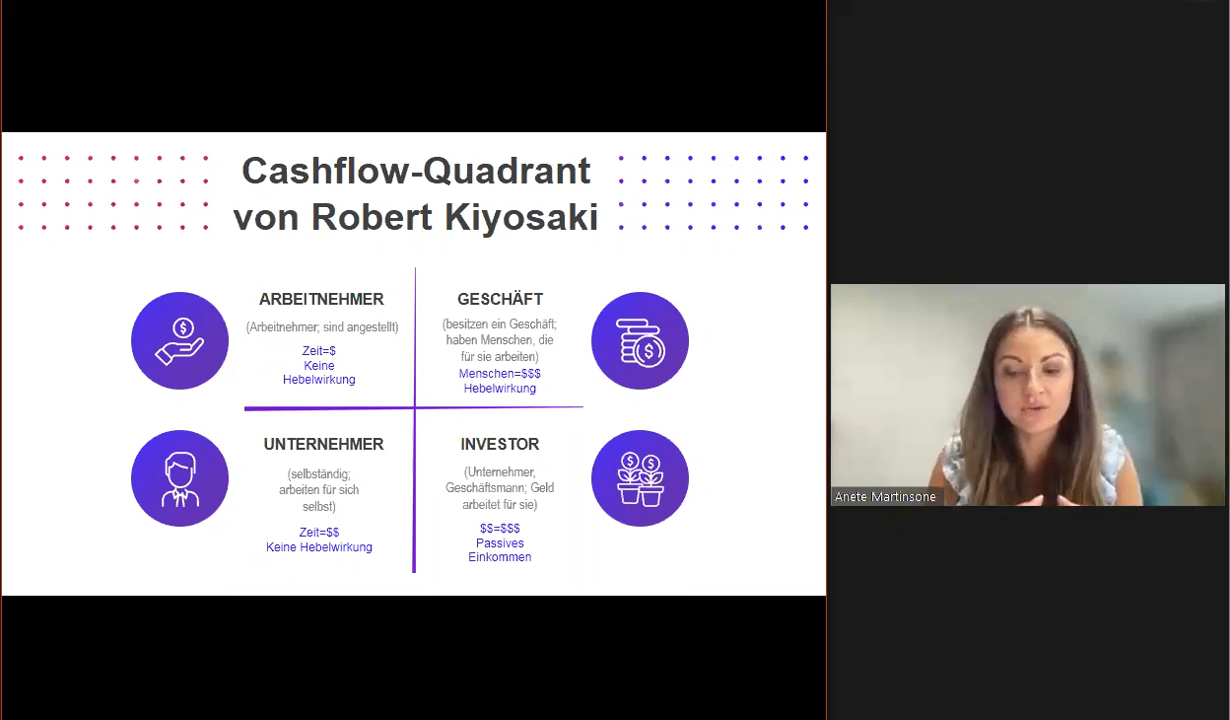 Cashflow-Quadrant
von Robert Kiyosaki
ARBEITNEHMER
(Arbeitnehmer; sind angestellt)
Zeit=$
Keine
Hebelwirkung
GESCHÄFT
(besitzen ein Geschäft;
haben Menschen, die
für sie arbeiten)
Menschen=$$$
Hebelwirkung
UNTERNEHMER
(selbständig;
arbeiten für sich
selbst)
Zeit=$$
Keine Hebelwirkung
INVESTOR
(Unternehmer,
Geschäftsmann; Geld
arbeitet für sie)
$$=$$$
Passives
Einkommen
Anete Martinsone